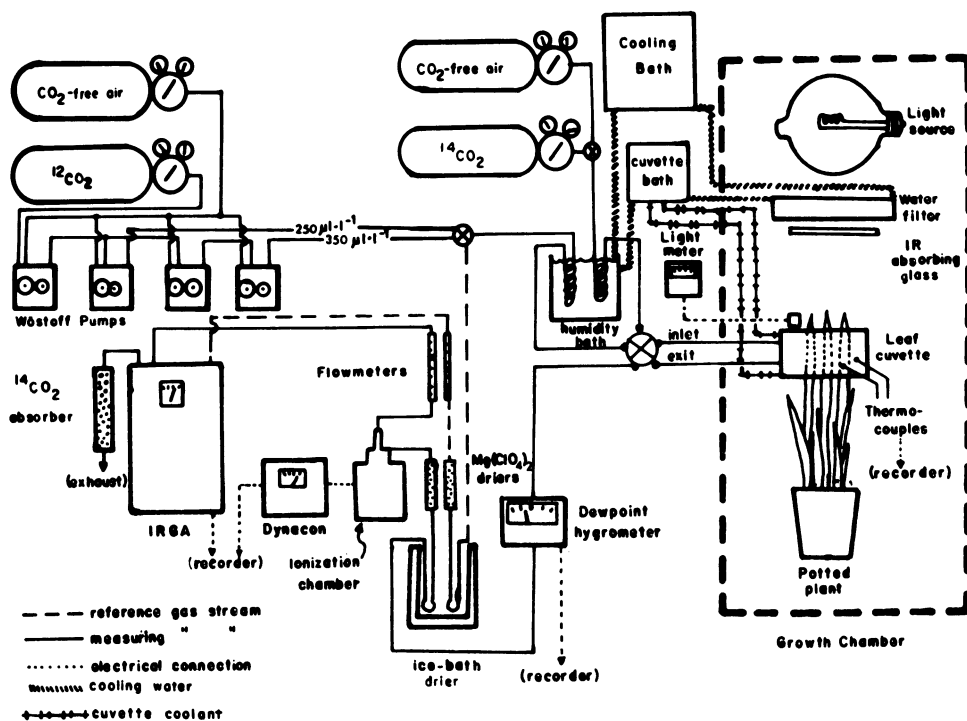 CO2-free air
12CO2
250 µl·l-1
350 µl·l-1
Wöstoff Pumps
CO2-free air
14CO2
Cooling
Bath
cuvette
bath
Light
meter
humidity
bath
inlet
exit
Light
source
Water
filter
IR
absorbing
glass
Leaf
cuvette
Thermo-
couples
(recorder)
Potted
plant
Growth Chamber
14CO2
absorber
(exhaust)
IRGA
(recorder)
Flowmeters
Dynacon
Ionization
chamber
Mg(ClO4)2
driers
Dewpoint
hygrometer
(recorder)
ice-bath
drier
reference gas stream
measuring " "
electrical connection
cooling water
cuvette coolant